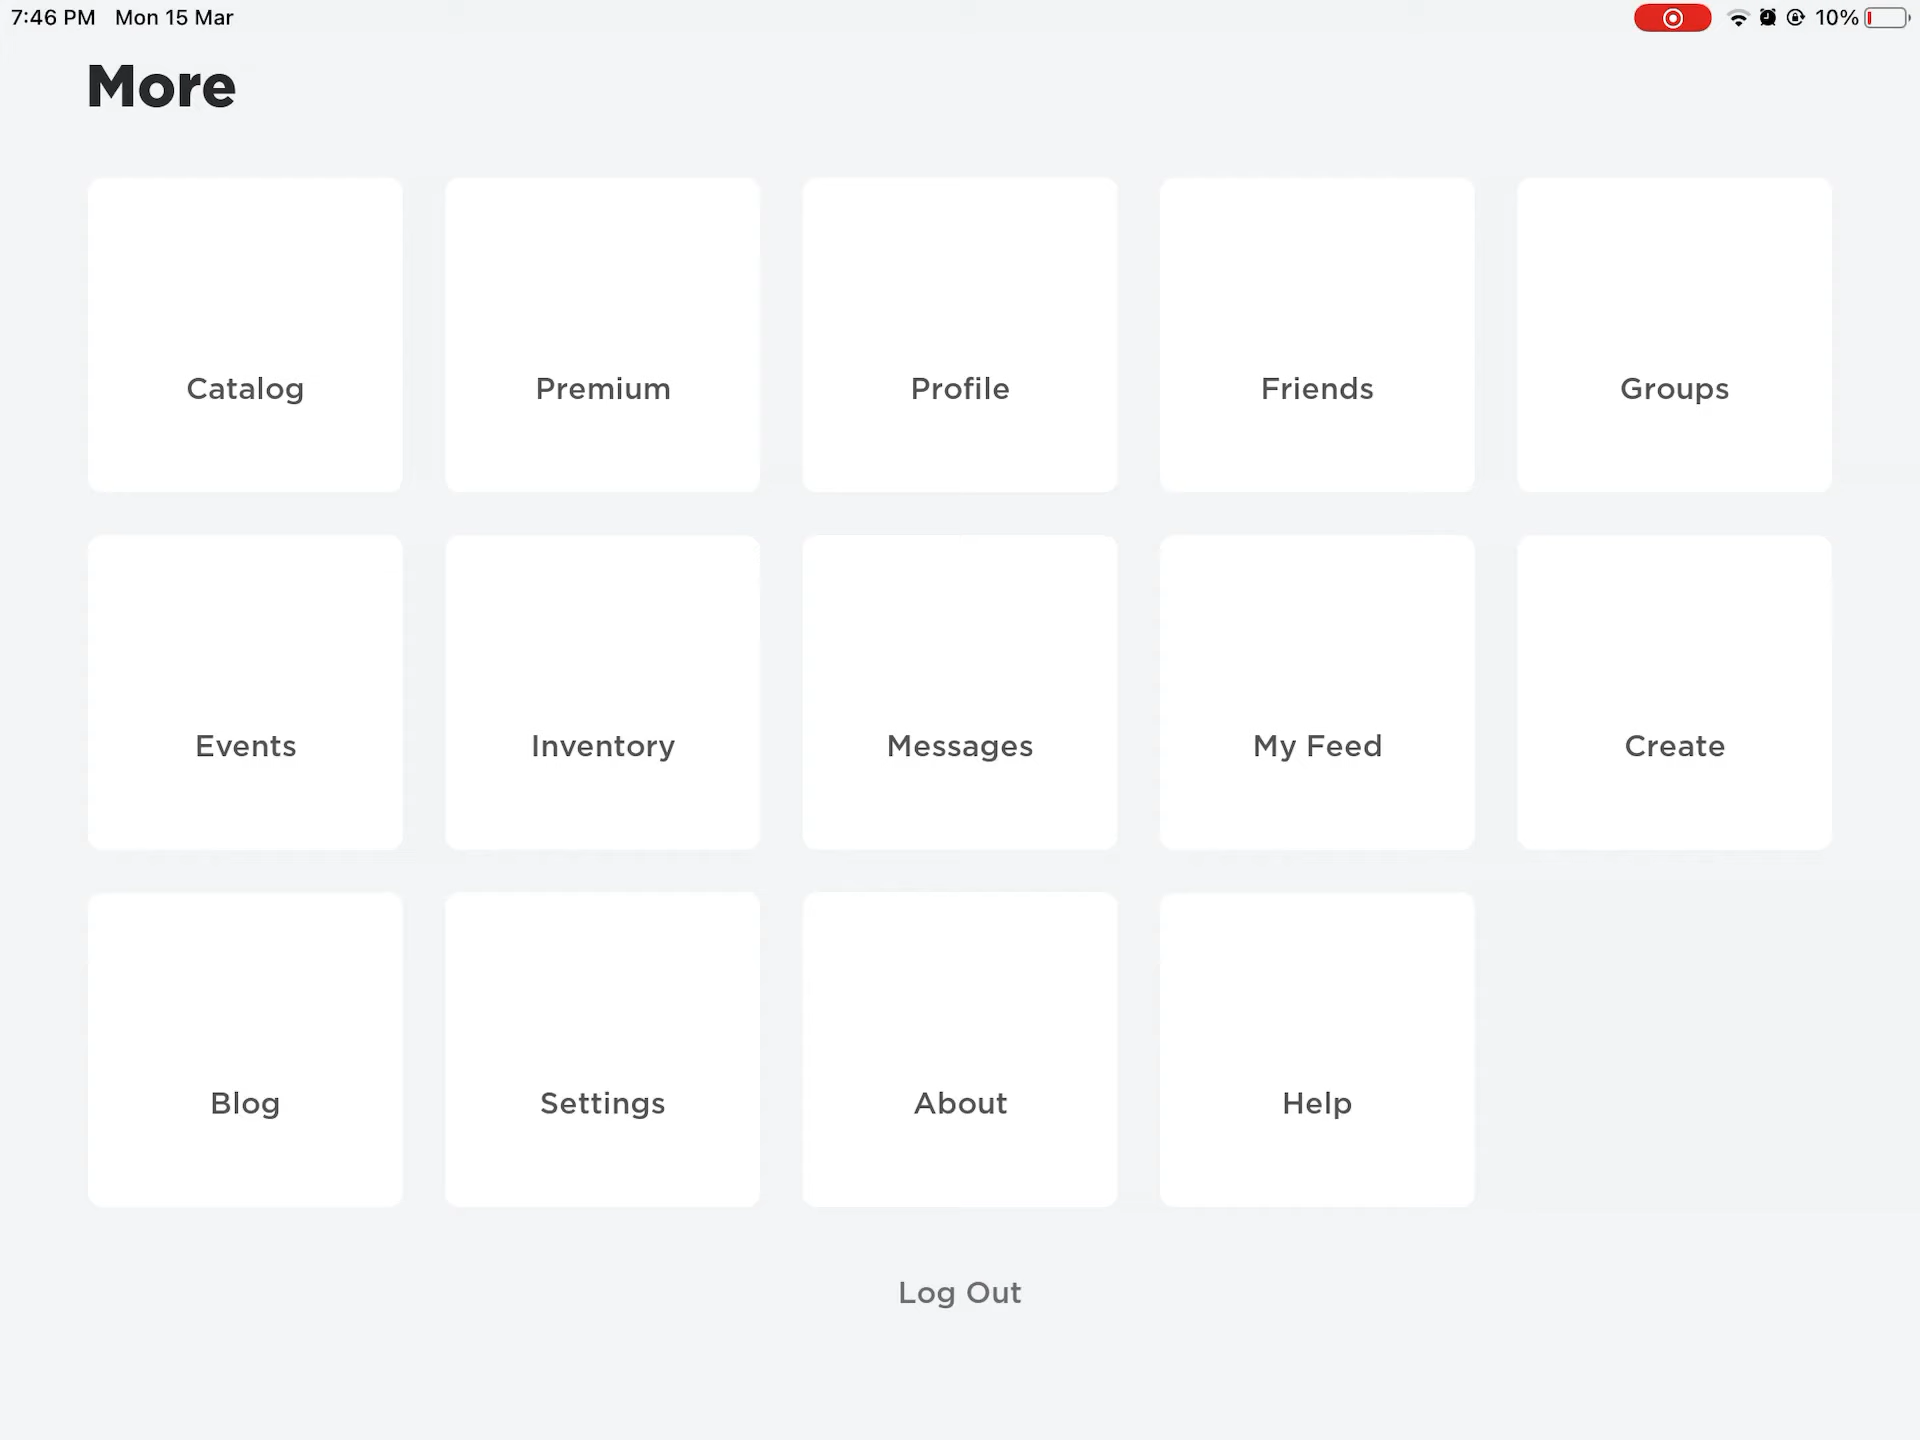 7:46 PM Mon 15 Mar 10%
More
Catalog Premium Profile Friends Groups
Events Inventory Messages My Feed Create
Blog Settings About Help
Log Out